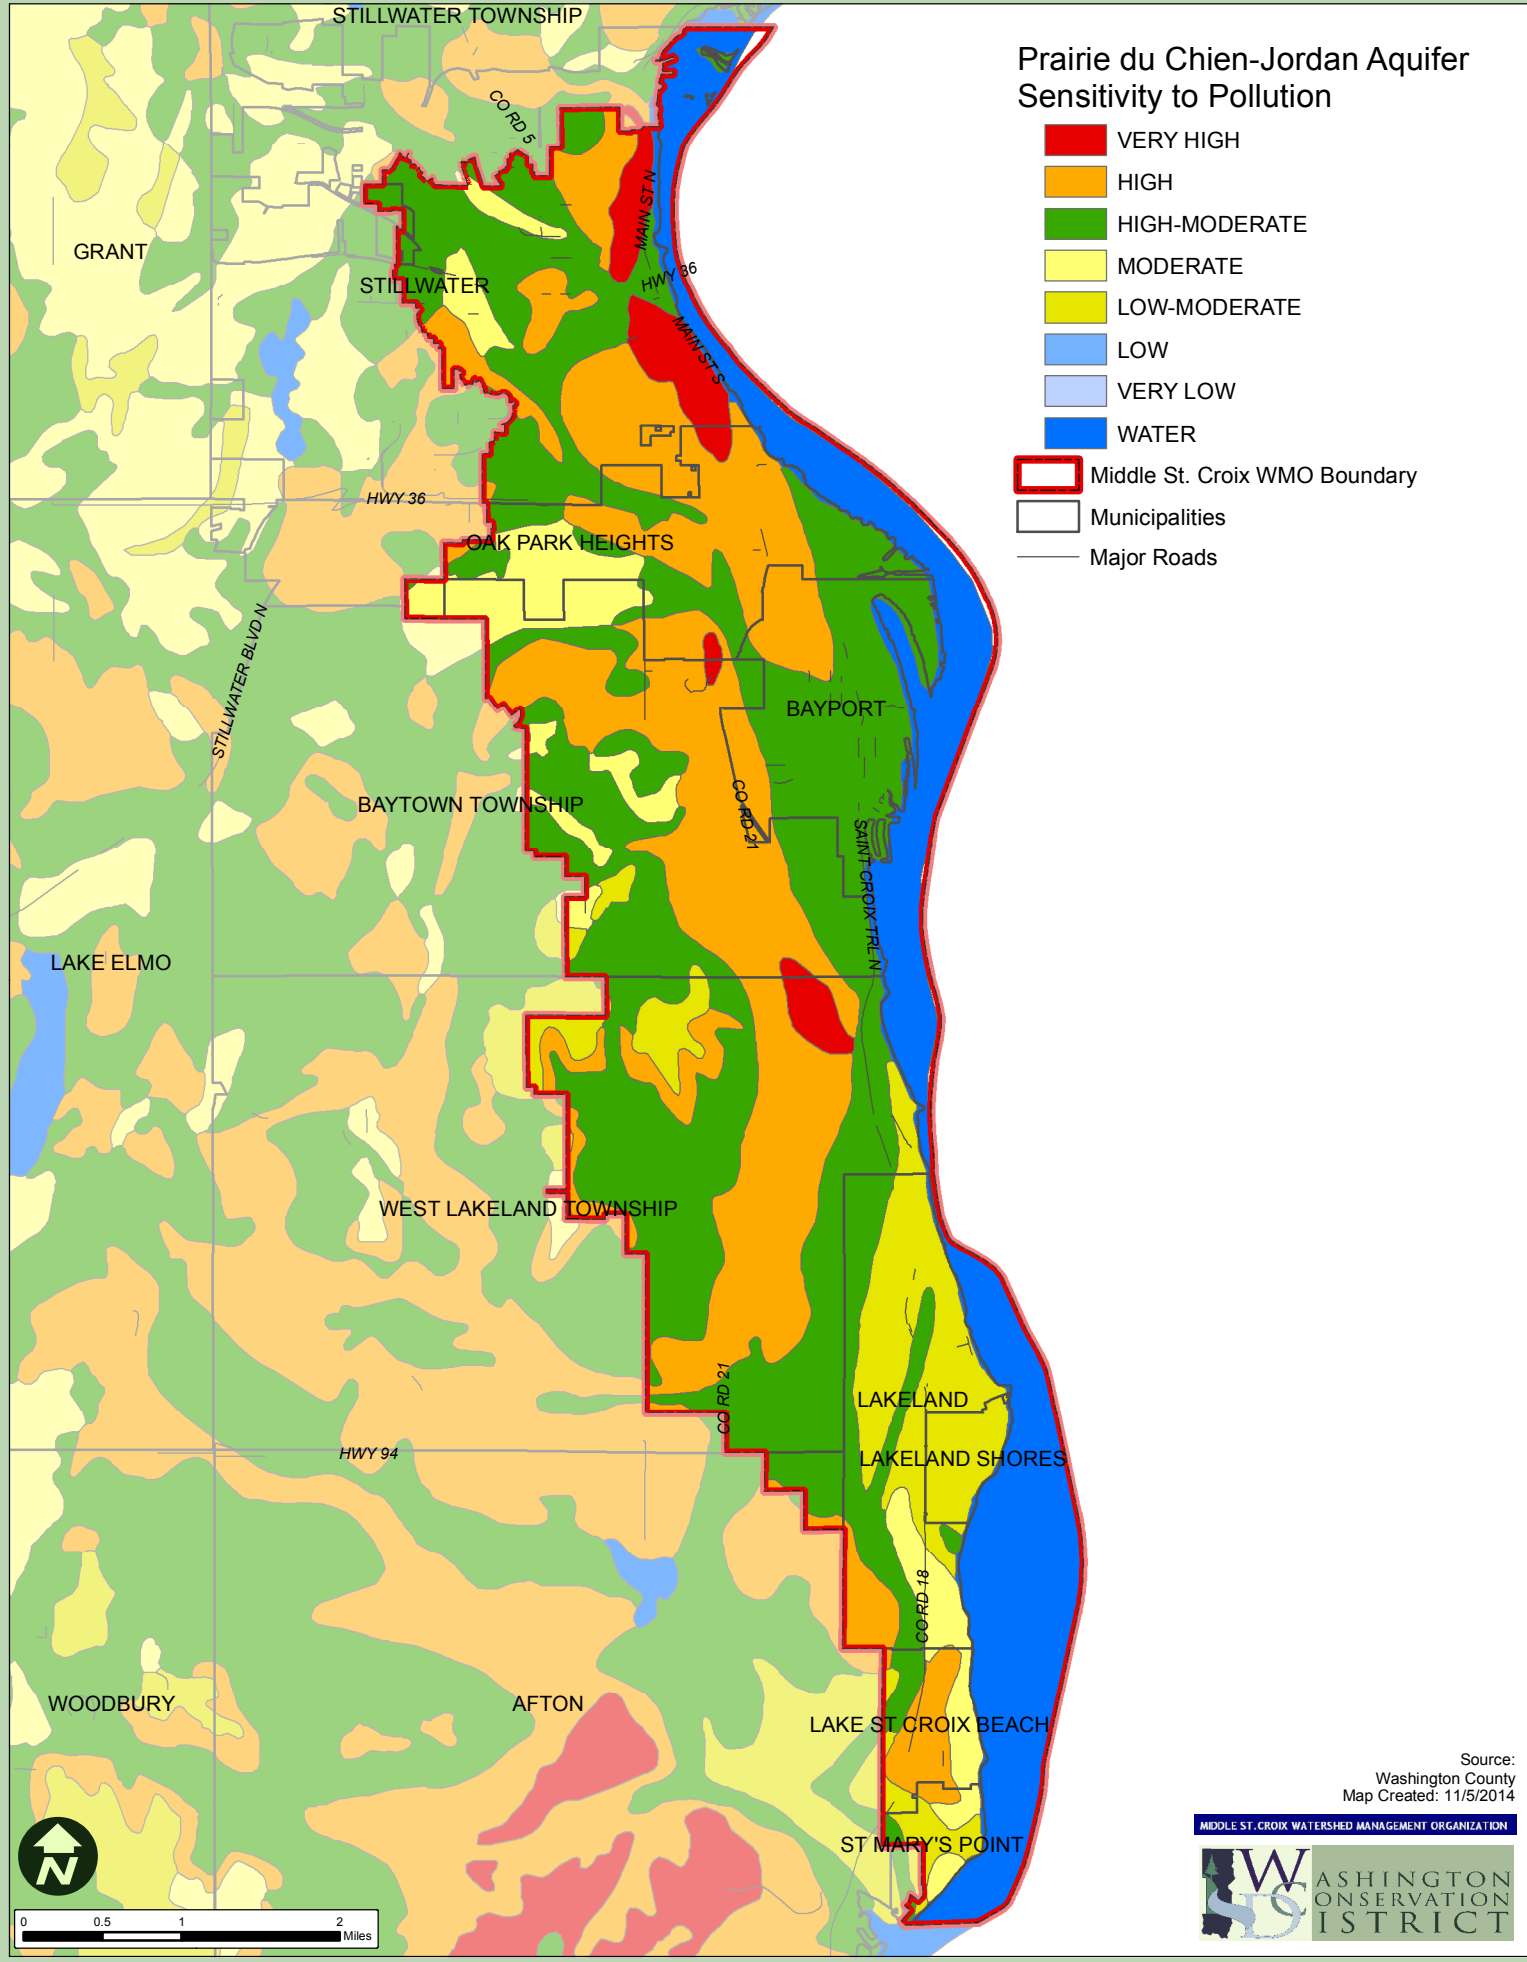 STILLWATER TOWNSHIP
Prairie du Chien-Jordan Aquifer
Sensitivity to Pollution
VERY HIGH
HIGH
HIGH-MODERATE
MODERATE
LOW-MODERATE
LOW
VERY LOW
WATER
Middle St. Croix WMO Boundary
Municipalities
Major Roads
CO RD 5
MAIN ST N
GRANT
HWY 36
STILLWATER
MAIN ST S
HWY 36
OAK PARK HEIGHTS
STILLWATER BLVD N
BAYPORT
BAYTOWN TOWNSHIP
CO RD 21
SAINT CROIX TRL N
LAKE ELMO
WEST LAKELAND TOWNSHIP
CO RD 21
LAKELAND
HWY 94
LAKELAND SHORES
CO RD 18
WOODBURY
AFTON
LAKE ST CROIX BEACH
ST MARY'S POINT
Source:
Washington County
Map Created: 11/5/2014
MIDDLE ST. CROIX WATERSHED MANAGEMENT ORGANIZATION
WASHINGTON
CONSERVATION
DISTRICT
N
0 0.5 1 2
Miles